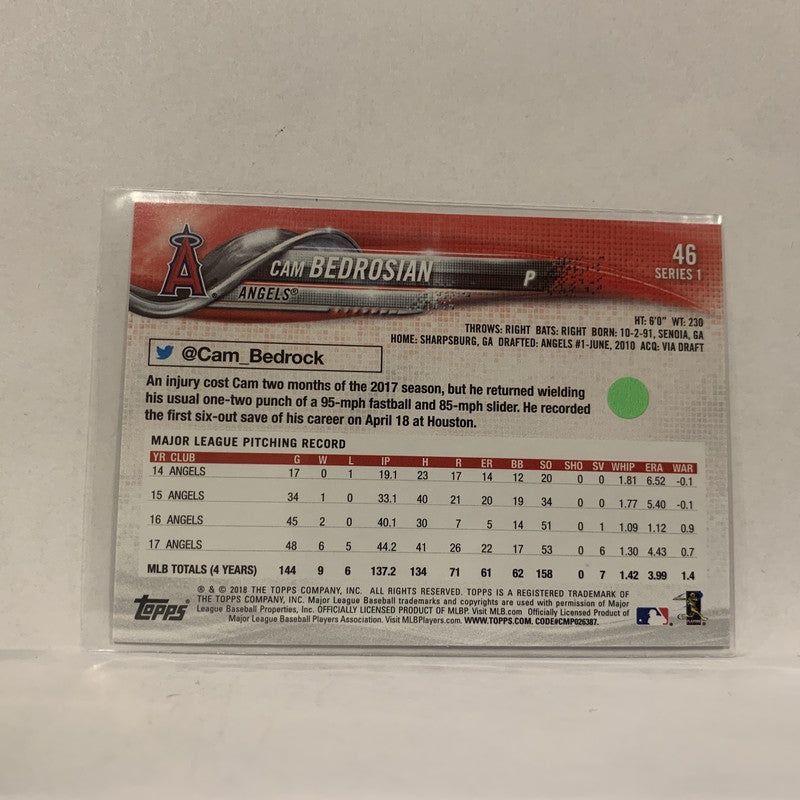 46
SERIES 1
A
CAM BEDROSIAN
P
ANGELS®
HT: 6'0" WT: 230
THROWS: RIGHT BATS: RIGHT BORN: 10-2-91, SENOIA, GA
HOME: SHARPSBURG, GA DRAFTED: ANGELS #1-JUNE, 2010 ACQ: VIA DRAFT
@Cam_Bedrock
An injury cost Cam two months of the 2017 season, but he returned wielding
his usual one-two punch of a 95-mph fastball and 85-mph slider. He recorded
the first six-out save of his career on April 18 at Houston.
MAJOR LEAGUE PITCHING RECORD
YR CLUB G W L IP H R ER BB SO SHO SV WHIP ERA WAR
14 ANGELS 17 0 1 19.1 23 17 14 12 20 0 0 1.81 6.52 -0.1
15 ANGELS 34 1 0 33.1 40 21 20 19 34 0 0 1.77 5.40 -0.1
16 ANGELS 45 2 0 40.1 30 7 5 14 51 0 1 1.09 1.12 0.9
17 ANGELS 48 6 5 44.2 41 26 22 17 53 0 6 1.30 4.43 0.7
MLB TOTALS (4 YEARS) 144 9 6 137.2 134 71 61 62 158 0 7 1.42 3.99 1.4
® & © 2018 THE TOPPS COMPANY, INC. ALL RIGHTS RESERVED. TOPPS IS A REGISTERED TRADEMARK OF
THE TOPPS COMPANY, INC. Major League Baseball trademarks and copyrights are used with permission of Major
League Baseball Properties, Inc. OFFICIALLY LICENSED PRODUCT OF MLBP. Visit MLB.com Officially Licensed Product of
Major League Baseball Players Association. Visit MLBPlayers.com. WWW.TOPPS.COM. CODE#CMP026387.
Topps